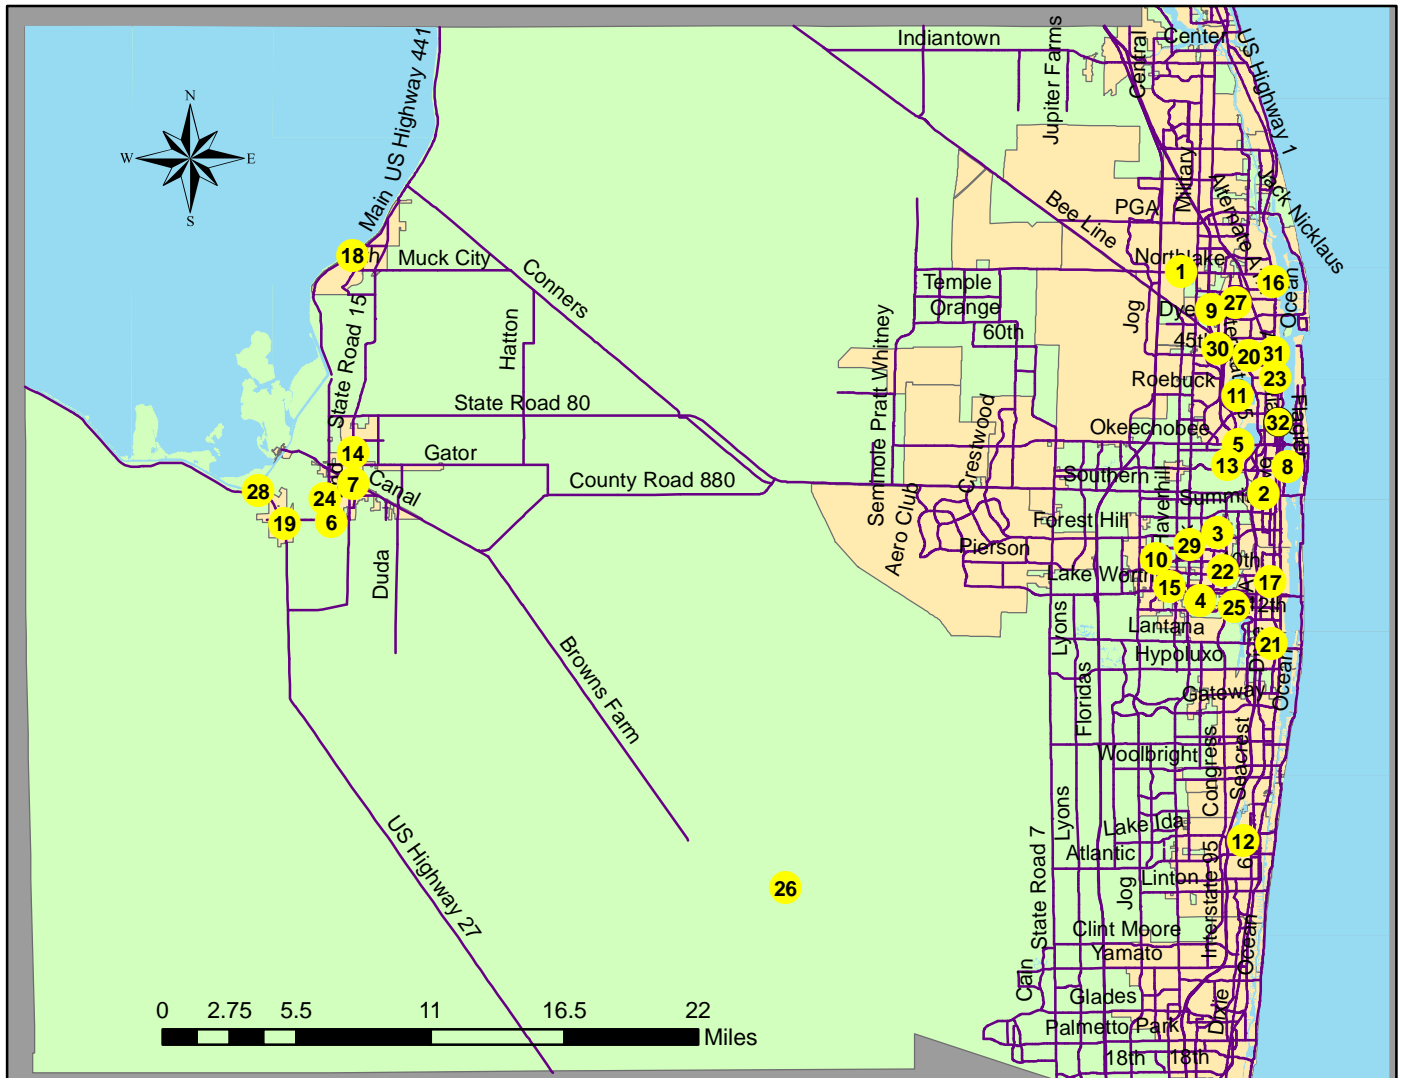 Indiantown
Center
Central
US Highway 1
Jupiter Farms
US Highway 441
Main
N
W
E
S
Military
Alternate A
Jack Nicklaus
PGA
Bee Line
Northlake
Muck City
Conners
18
1
16
Ocean
Temple
Orange
60th
Jog
Dyer
9
27
State Road 15
Hatton
Seminole Pratt Whitney
45th
30
20
31
Roebuck
23
11
Flagler
State Road 80
Crestwood
Okeechobee
32
5
14
Gator
13
8
Southern
7
Canal
County Road 880
28
24
Summit
2
Haverhill
19
6
Aero Club
Forest Hill
3
Pierson
29
10
Lake Worth
22
17
15
4
25
12th
Duda
Lyons
Lantana
21
Hypoluxo
Browns Farm
Floridas
Gateway
Ocean
Woolbright
Congress
Seacrest
Lyons
Lake Ida
12
Atlantic
State Road 7
26
Jog
Linton
Interstate 95
US Highway 27
Clint Moore
Yamato
Ocean
Cain
Glades
Dixie
Palmetto Park
18th
18th
0
2.75
5.5
11
16.5
22
Miles